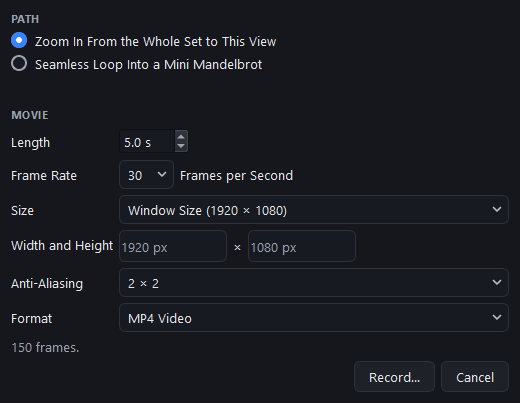 PATH
Zoom In From the Whole Set to This View
Seamless Loop Into a Mini Mandelbrot
MOVIE
Length 5.0 s
Frame Rate 30 Frames per Second
Size Window Size (1920 × 1080)
Width and Height 1920 px × 1080 px
Anti-Aliasing 2 × 2
Format MP4 Video
150 frames.
Record... Cancel